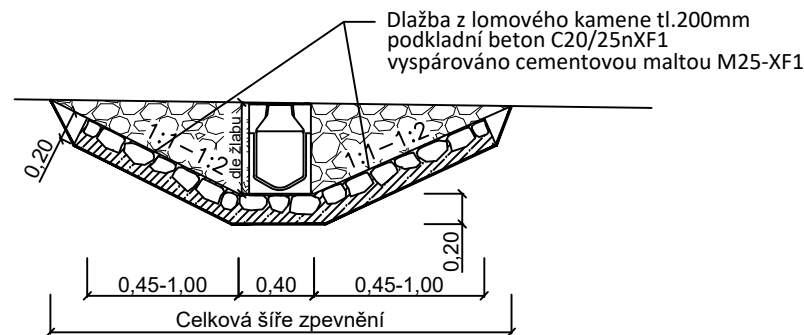 Dlažba z lomového kamene tl.200mm
podkladní beton C20/25nXF1
vyspárováno cementovou maltou M25-XF1
1:1–1:2
dle žlabu
1:1–1:2
0,20
0,20
0,45-1,00
0,40
0,45-1,00
Celková šíře zpevnění